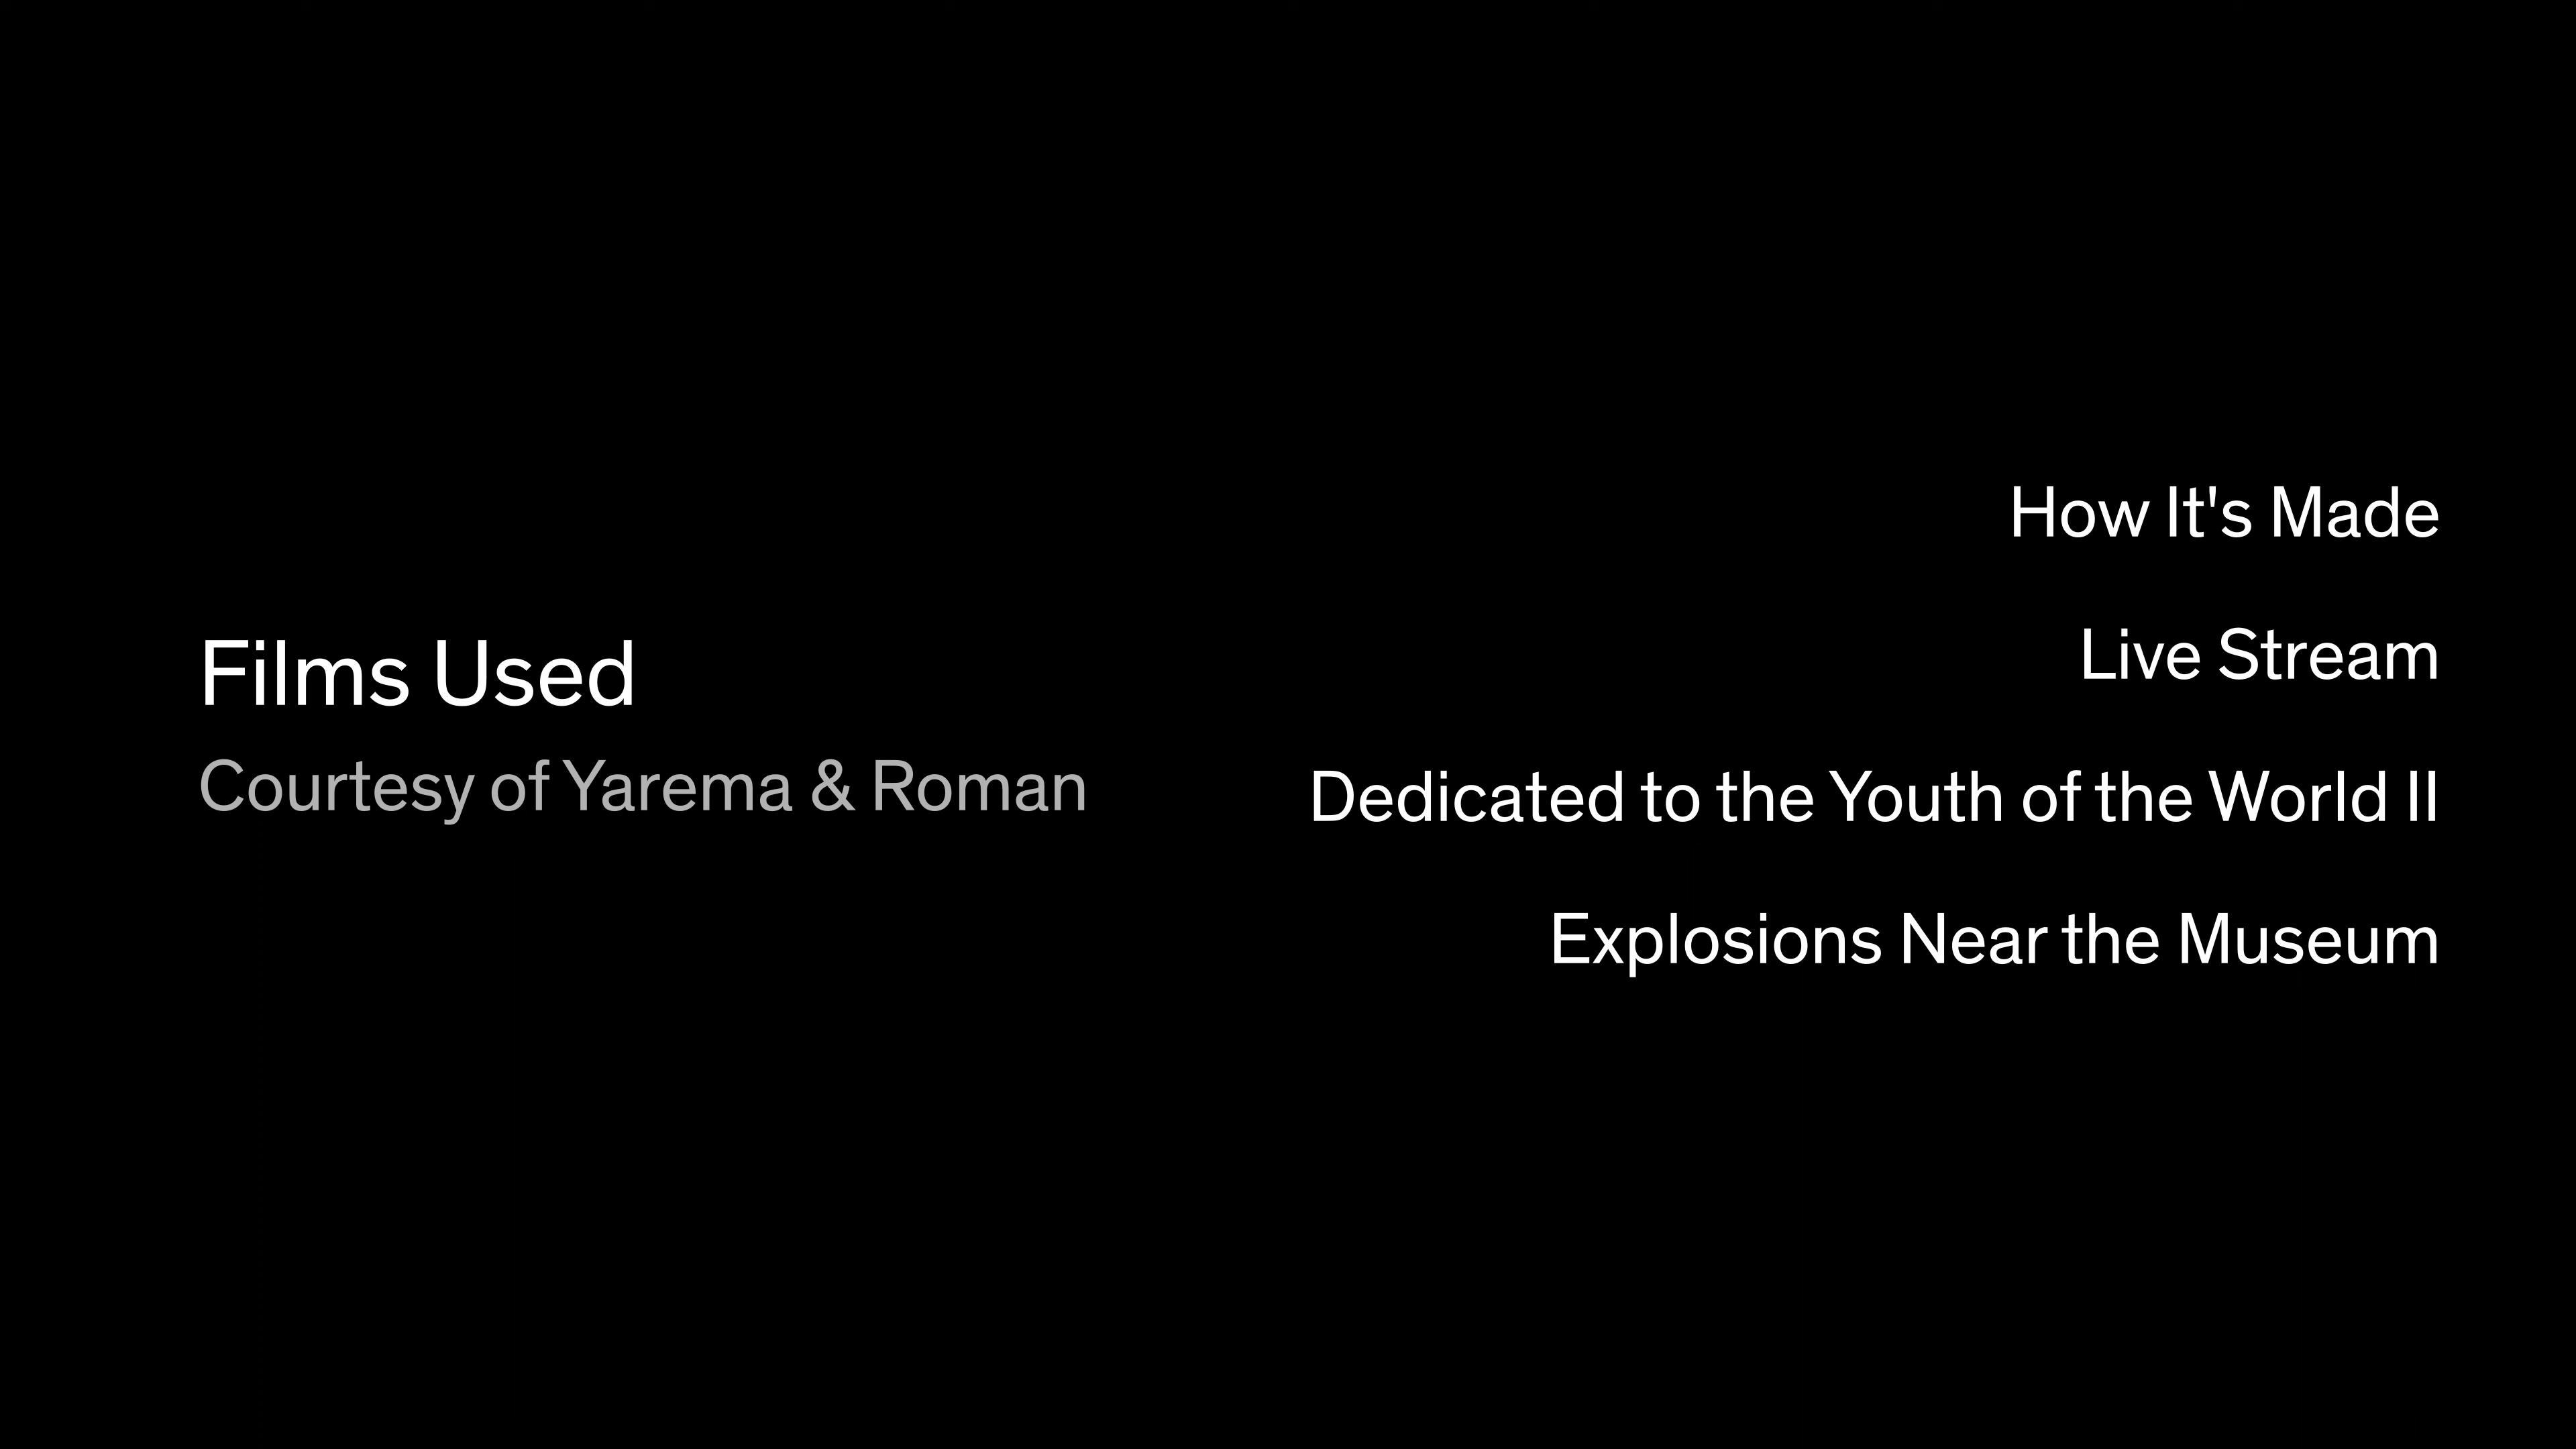 Films Used
Courtesy of Yarema & Roman
How It's Made
Live Stream
Dedicated to the Youth of the World II
Explosions Near the Museum